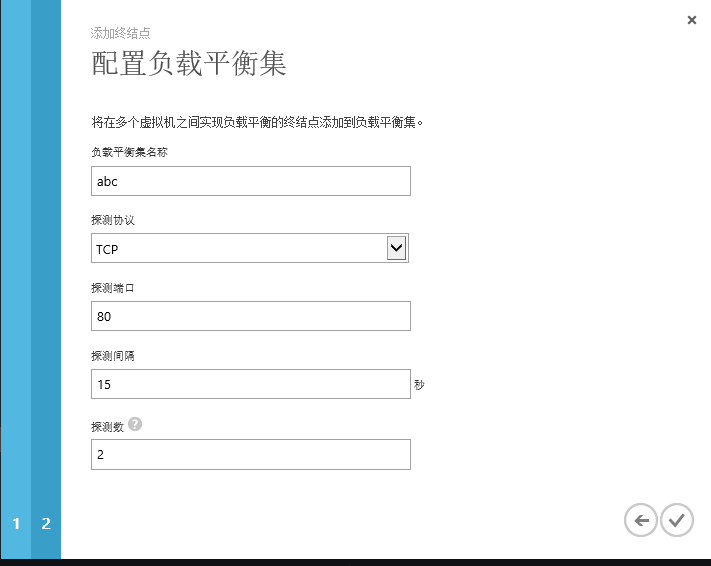 添加终结点
配置负载平衡集
将在多个虚拟机之间实现负载平衡的终结点添加到负载平衡集。
负载平衡集名称
abc
探测协议
TCP
探测端口
80
探测间隔
15 秒
探测数 ?
2
1 2